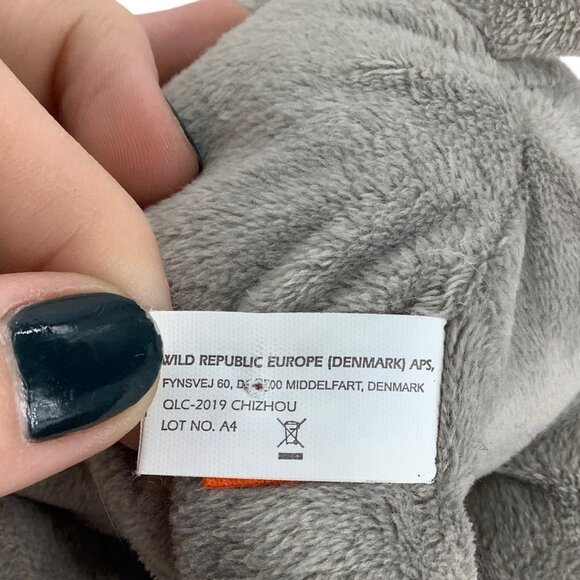 WILD REPUBLIC EUROPE (DENMARK) APS,
FYNSVEJ 60, MIDDELFART, DENMARK
QLC-2019 CHIZHOU
LOT NO. A4